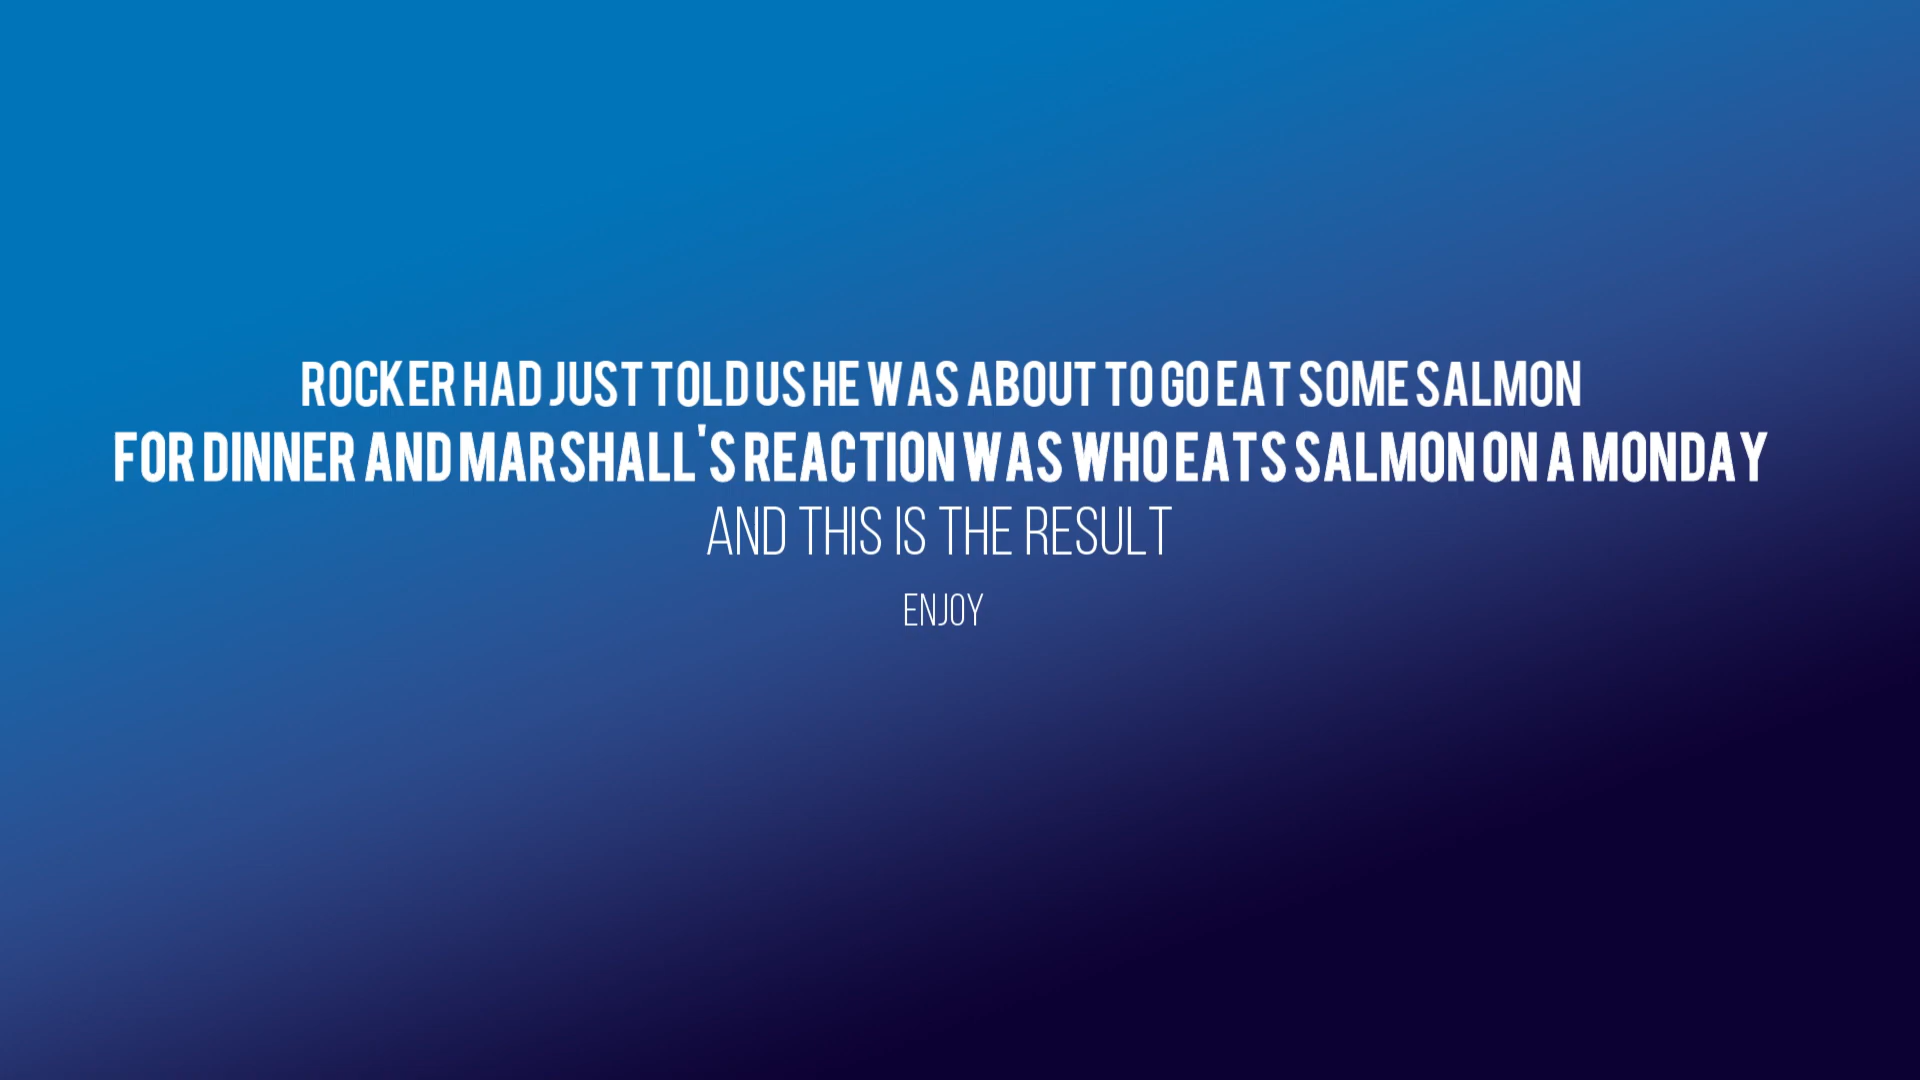 ROCKER HAD JUST TOLD US HE WAS ABOUT TO GO EAT SOME SALMON
FOR DINNER AND MARSHALL'S REACTION WAS WHO EATS SALMON ON A MONDAY
AND THIS IS THE RESULT
ENJOY